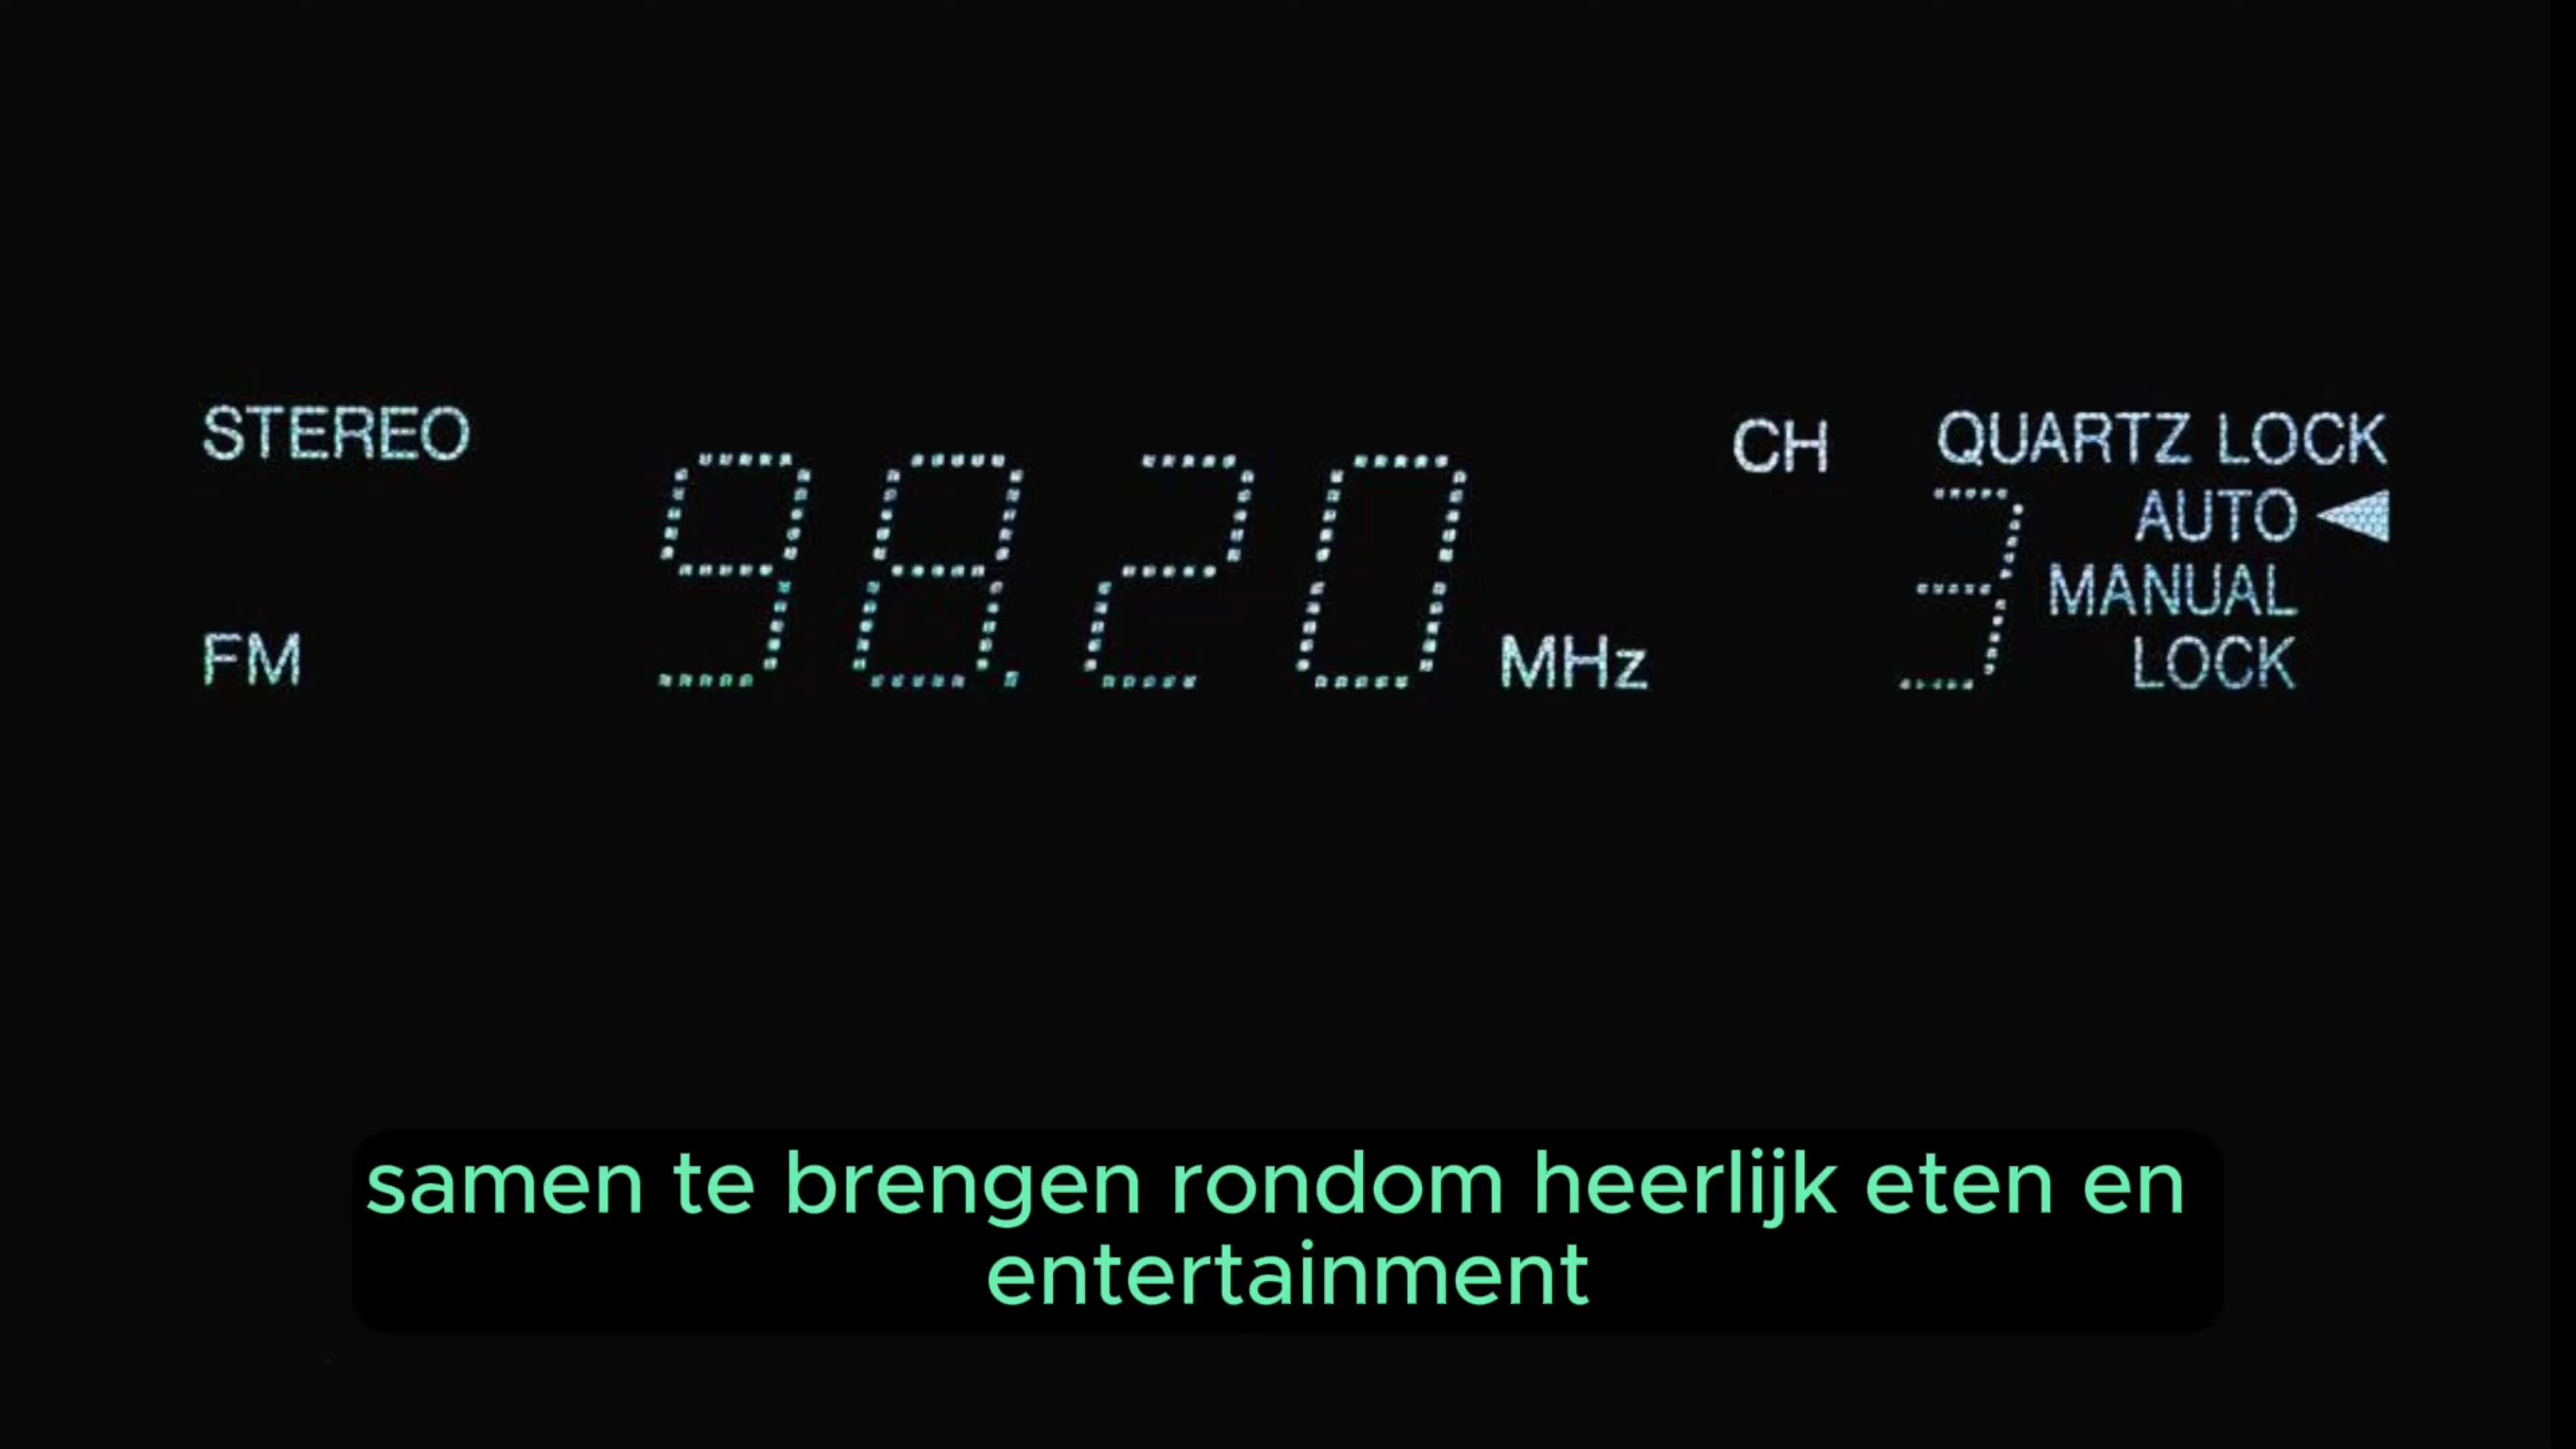 STEREO
CH
QUARTZ LOCK
AUTO
98.20
3
MANUAL
FM
MHz
LOCK
samen te brengen rondom heerlijk eten en
entertainment